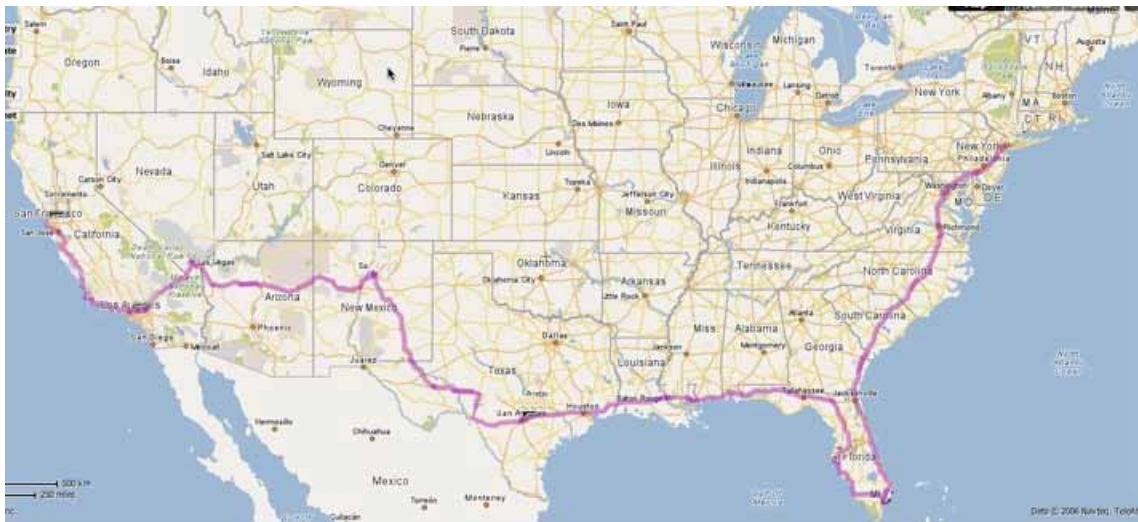 Salem
Oregon
Boise
Idaho
Wyoming
Cheyenne
South Dakota
Pierre
Nebraska
Lincoln
Saint Paul
Iowa
Des Moines
Wisconsin
Milwaukee
Michigan
Lansing
Detroit
Chicago
Toronto
New York
Albany
VT
NH
MA
CT
RI
Augusta
Boston
Maine
Nevada
Carson City
Sacramento
San Francisco
San Jose
California
Salt Lake City
Utah
Denver
Colorado
Kansas
Topeka
Jefferson City
Missouri
Illinois
Indiana
Indianapolis
Ohio
Columbus
Pennsylvania
New York
Philadelphia
Washington
Dover
MD
DE
West Virginia
Virginia
Richmond
Frankfort
Kentucky
Tennessee
North Carolina
South Carolina
Las Vegas
Los Angeles
San Diego
Mexicali
Arizona
Phoenix
Sa
New Mexico
Juarez
Oklahoma
Oklahoma City
Arkansas
Little Rock
Dallas
Texas
Austin
San
Houston
Louisiana
Baton Rouge
Miss
Jackson
Alabama
Montgomery
Atlanta
Georgia
Tallahassee
Jacksonville
Florida
Mi
Hermosillo
Chihuahua
Mexico
Torreón
Monterrey
Culiacán
500 km
250 miles